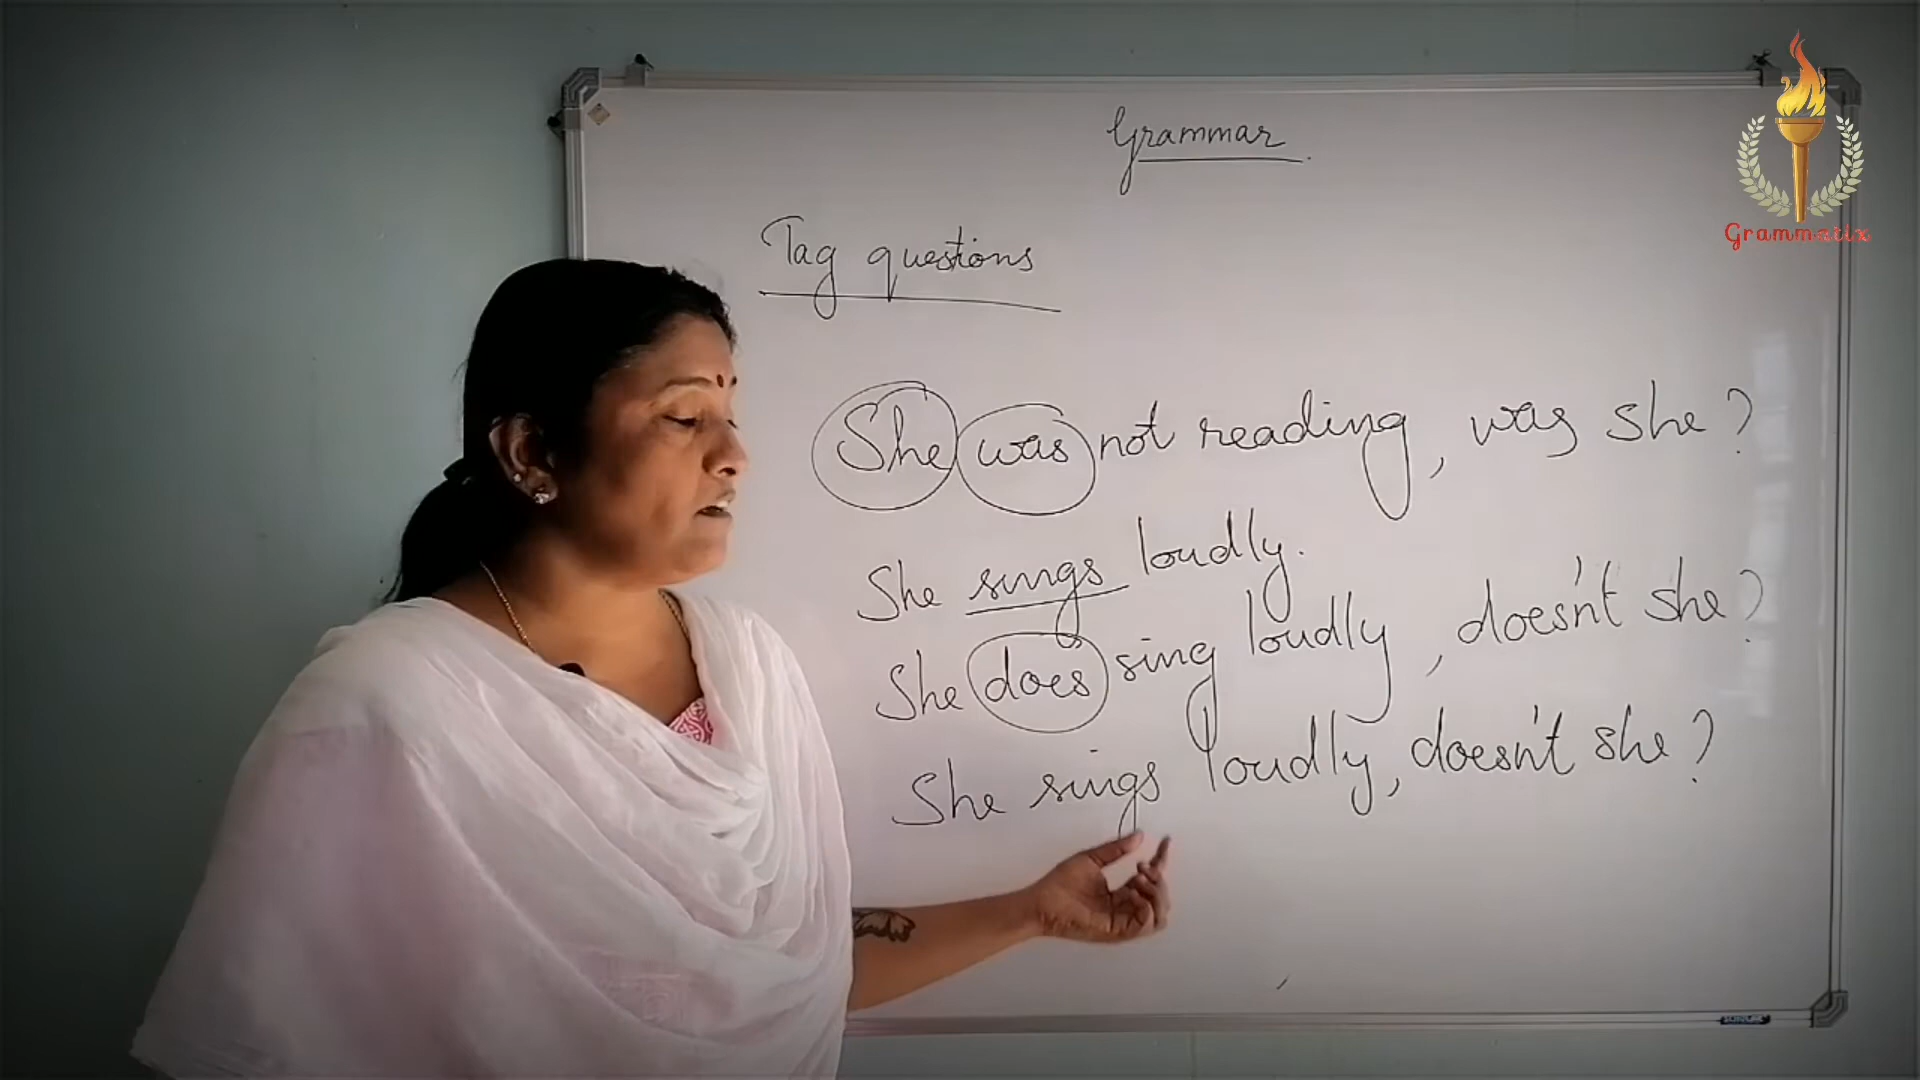 Grammar
Grammatix
Tag questions
She was not reading, was she?
She sings loudly.
She does sing loudly, doesn't she?
She sings loudly, doesn't she?